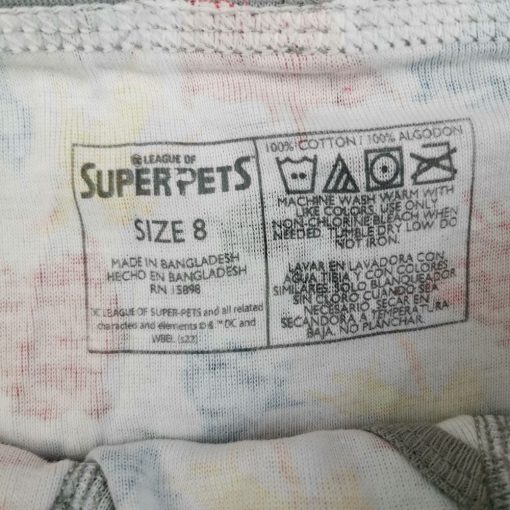 LEAGUE OF
SUPER PETS
SIZE 8
MADE IN BANGLADESH
HECHO EN BANGLADESH
RN 15898
DC LEAGUE OF SUPER-PETS and all related
characters and elements © & ™ DC and
WBEI. (s22)
100% COTTON / 100% ALGODON
MACHINE WASH WARM WITH
LIKE COLORS. USE ONLY
NON-CHLORINE BLEACH WHEN
NEEDED. TUMBLE DRY LOW. DO
NOT IRON.
LAVAR EN LAVADORA CON
AGUA TIBIA Y CON COLORES
SIMILARES. SOLO BLANQUEADOR
SIN CLORO CUANDO SEA
NECESARIO. SECAR EN
SECADORA A TEMPERATURA
BAJA. NO PLANCHAR.